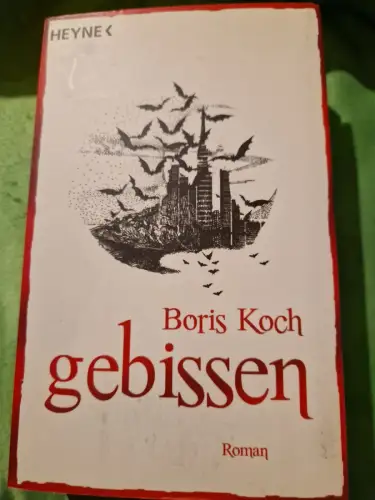 HEYNE<
Boris Koch
gebissen
Roman